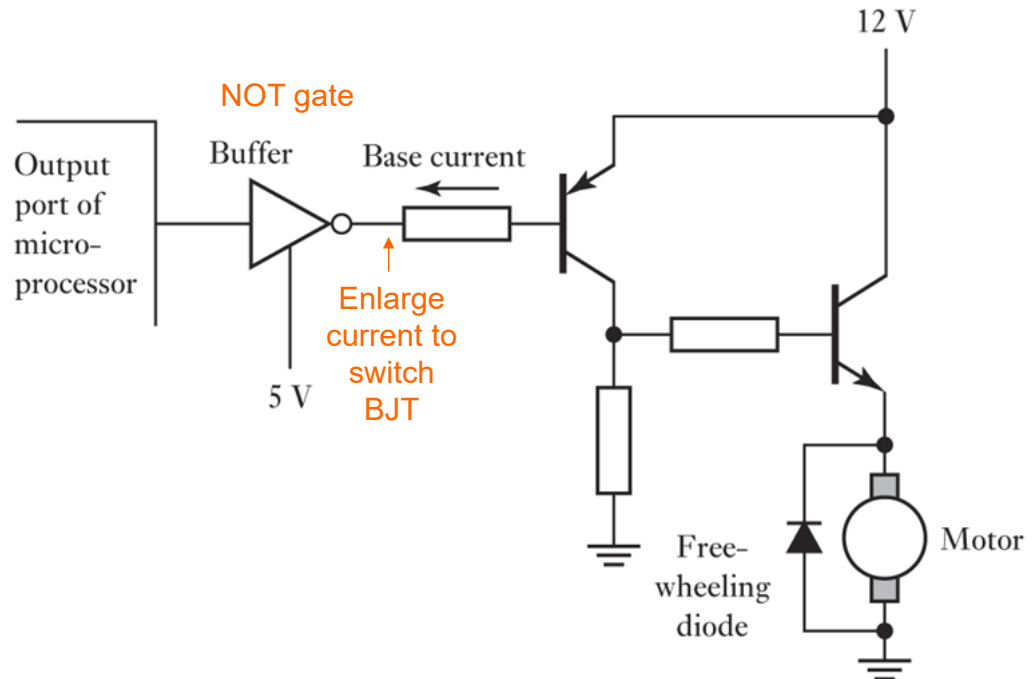 12 V
NOT gate
Buffer
Base current
Output
port of
micro-
processor
Enlarge
current to
switch
BJT
5 V
Free-
wheeling
diode
Motor